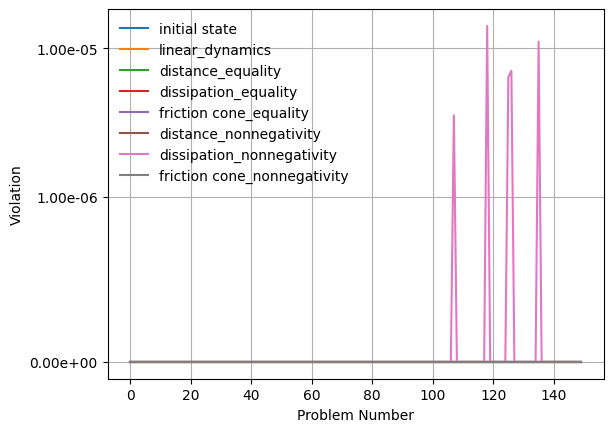 initial state
linear_dynamics
distance_equality
dissipation_equality
friction cone_equality
distance_nonnegativity
dissipation_nonnegativity
friction cone_nonnegativity
1.00e-05
1.00e-06
0.00e+00
Violation
0 20 40 60 80 100 120 140
Problem Number